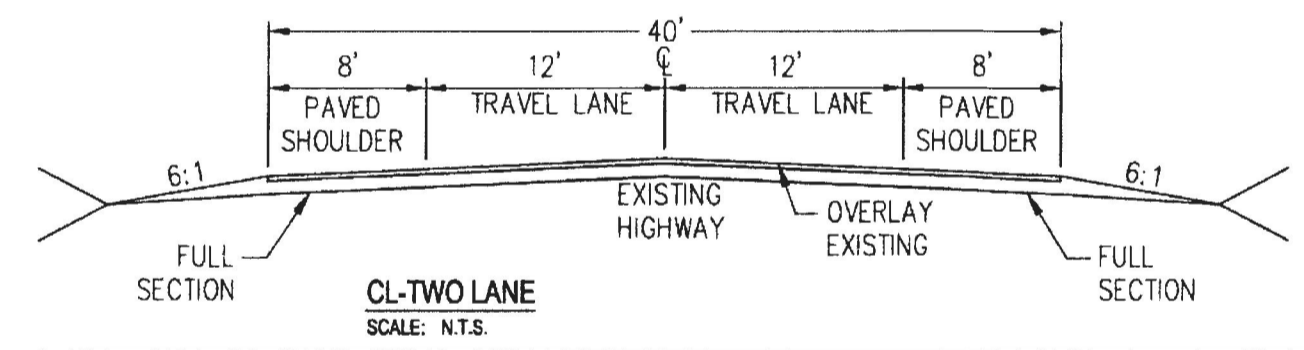 40'
℄
8'
12'
12'
8'
PAVED
SHOULDER
TRAVEL LANE
TRAVEL LANE
PAVED
SHOULDER
6:1
6:1
EXISTING
HIGHWAY
OVERLAY
EXISTING
FULL
SECTION
FULL
SECTION
CL-TWO LANE
SCALE: N.T.S.